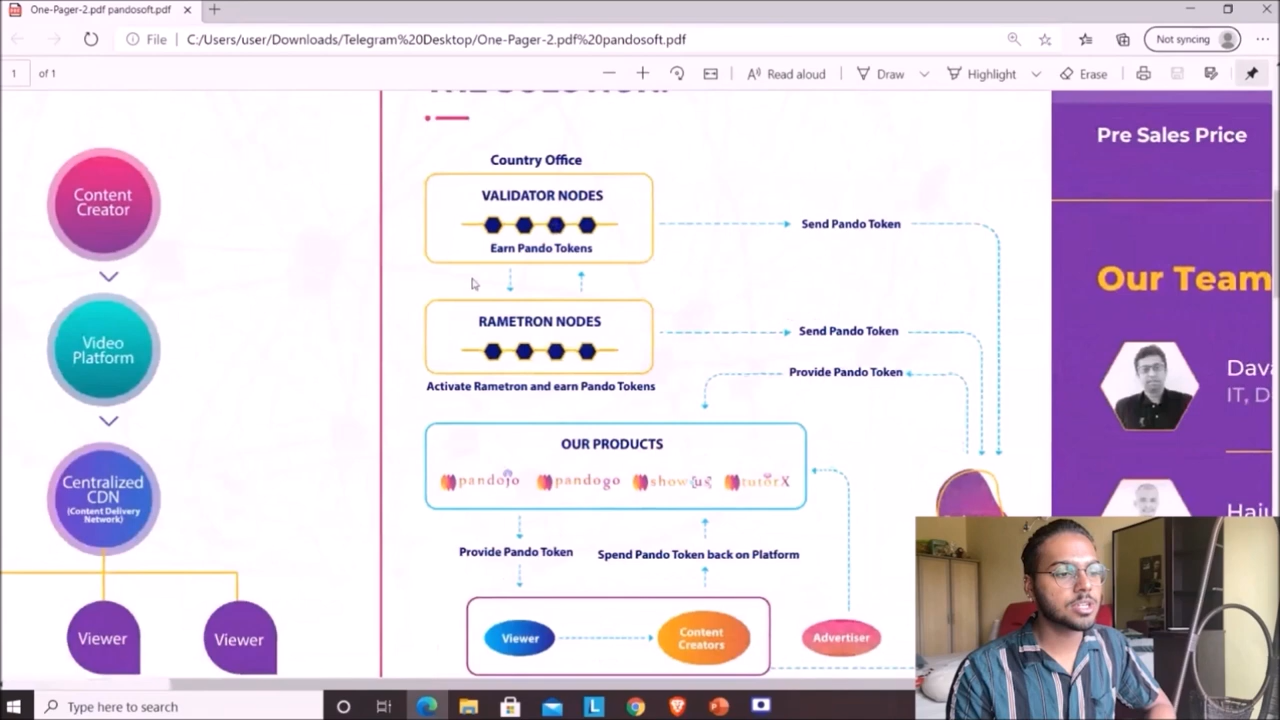 One-Pager-2.pdf pandosoft.pdf
File
C:/Users/user/Downloads/Telegram%20Desktop/One-Pager-2.pdf%20pandosoft.pdf
Not syncing
1
of 1
Read aloud
Draw
Highlight
Erase
Content
Creator
Video
Platform
Centralized
CDN
(Content Delivery
Network)
Viewer
Viewer
Country Office
VALIDATOR NODES
Earn Pando Tokens
Send Pando Token
RAMETRON NODES
Activate Rametron and earn Pando Tokens
Send Pando Token
Provide Pando Token
OUR PRODUCTS
pandojo
pandogo
show{us}
tutorX
Provide Pando Token
Spend Pando Token back on Platform
Viewer
Content
Creators
Advertiser
Pre Sales Price
Our Team
IT, D
Type here to search